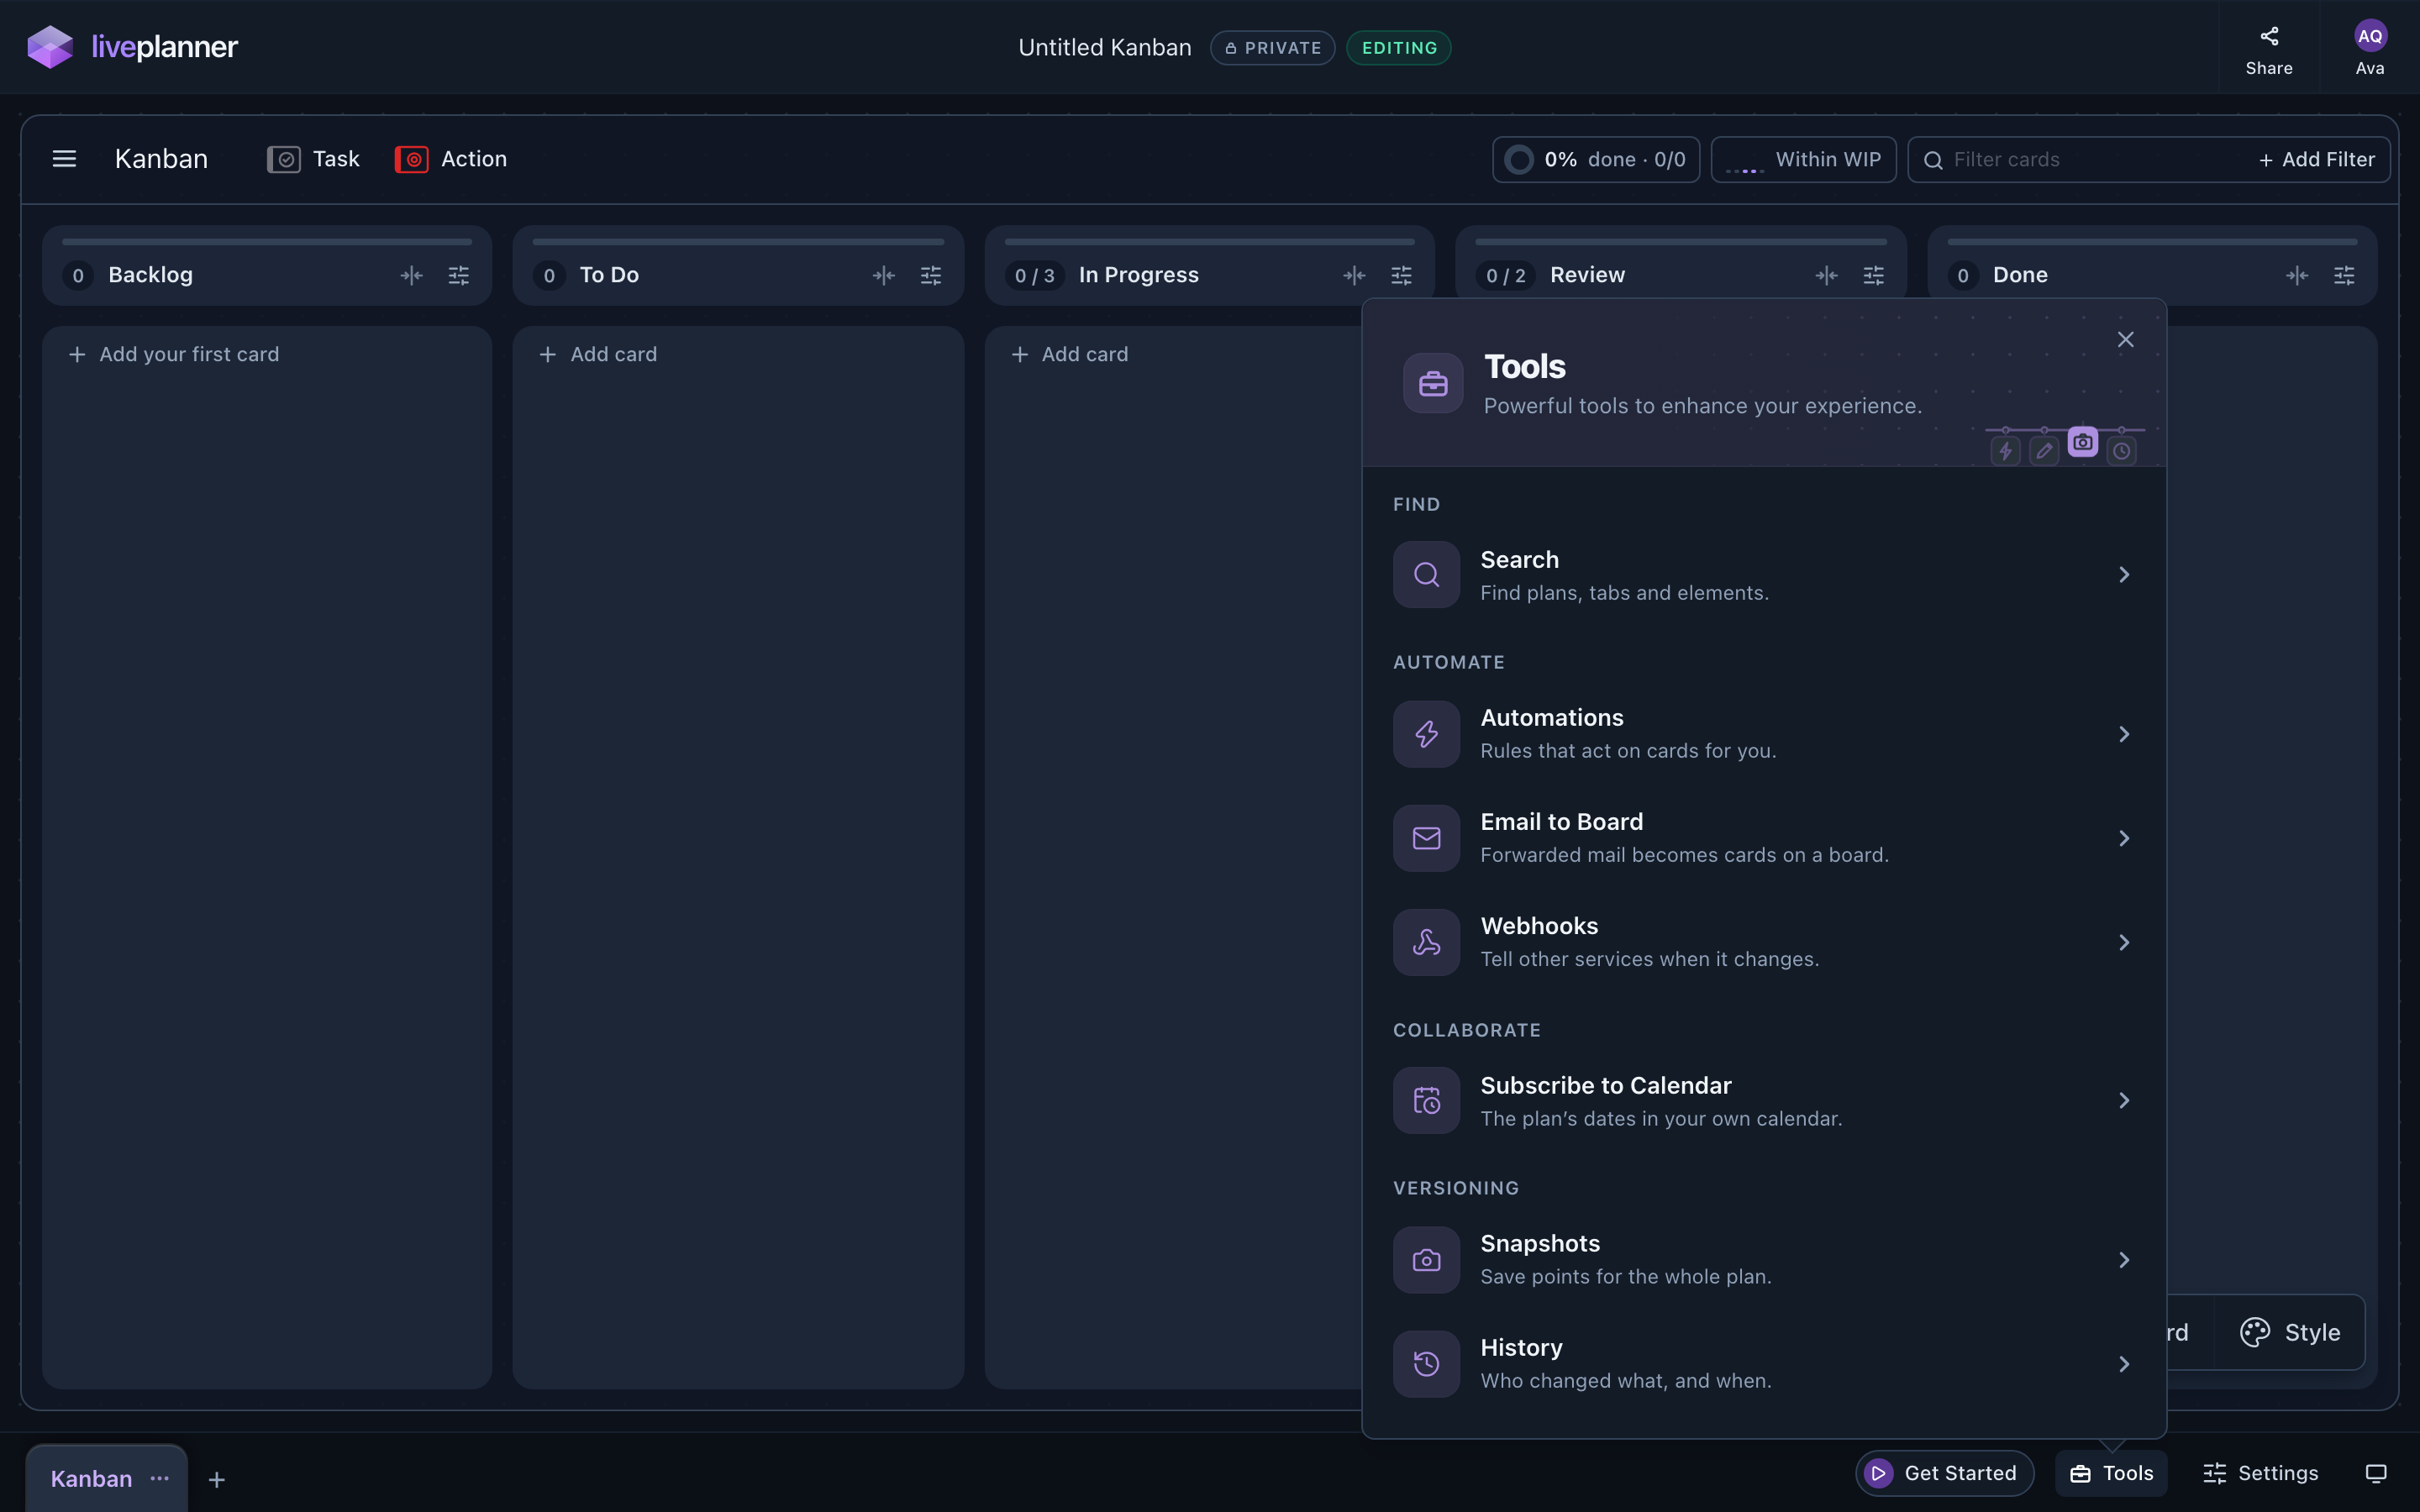 liveplanner
Untitled Kanban
PRIVATE
EDITING
Share
AQ
Ava
Kanban
Task
Action
0% done · 0/0
Within WIP
Filter cards
+ Add Filter
0 Backlog
0 To Do
0 / 3 In Progress
0 / 2 Review
0 Done
+ Add your first card
+ Add card
+ Add card
Tools
Powerful tools to enhance your experience.
FIND
Search
Find plans, tabs and elements.
AUTOMATE
Automations
Rules that act on cards for you.
Email to Board
Forwarded mail becomes cards on a board.
Webhooks
Tell other services when it changes.
COLLABORATE
Subscribe to Calendar
The plan’s dates in your own calendar.
VERSIONING
Snapshots
Save points for the whole plan.
History
Who changed what, and when.
rd
Style
Kanban
Get Started
Tools
Settings